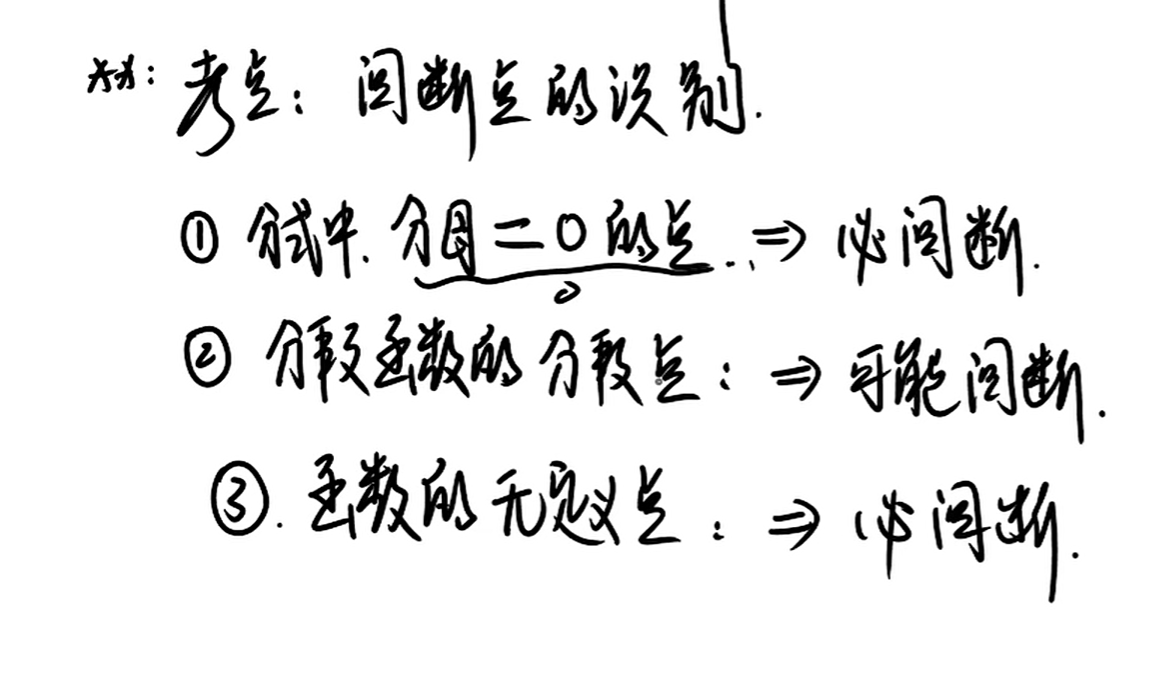 考点：间断点的识别.
① 分式中、分母=0的点..， ⇒ 必间断.
② 分段函数的分段点： ⇒ 可能间断.
③. 函数的无定义点： ⇒ 必间断.